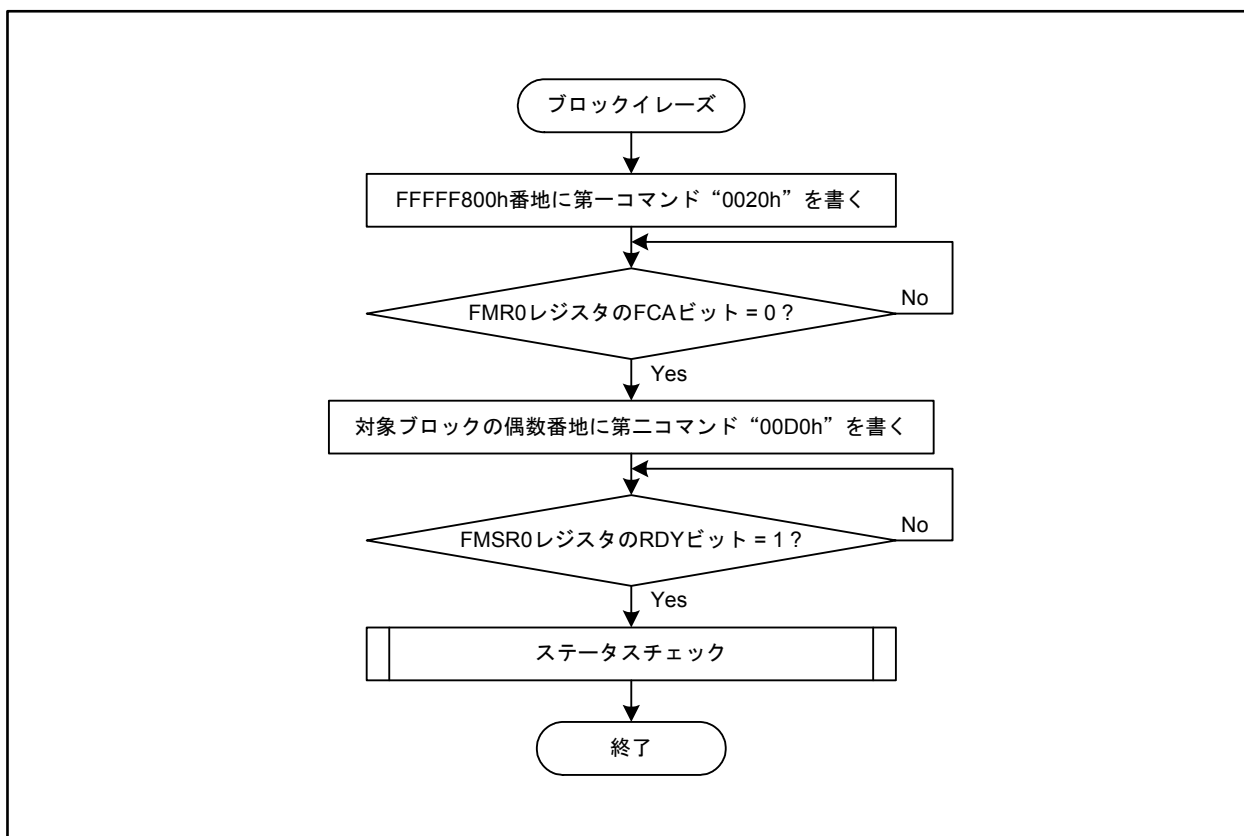 ブロックイレーズ
FFFFF800h番地に第一コマンド“0020h”を書く
FMR0レジスタのFCAビット = 0 ?
No
Yes
対象ブロックの偶数番地に第二コマンド“00D0h”を書く
FMSR0レジスタのRDYビット = 1 ?
No
Yes
ステータスチェック
終了